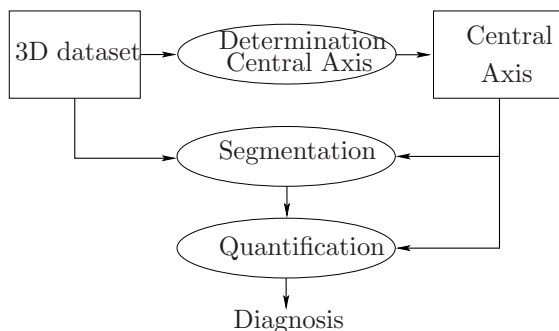 3D dataset
Determination
Central Axis
Central
Axis
Segmentation
Quantification
Diagnosis